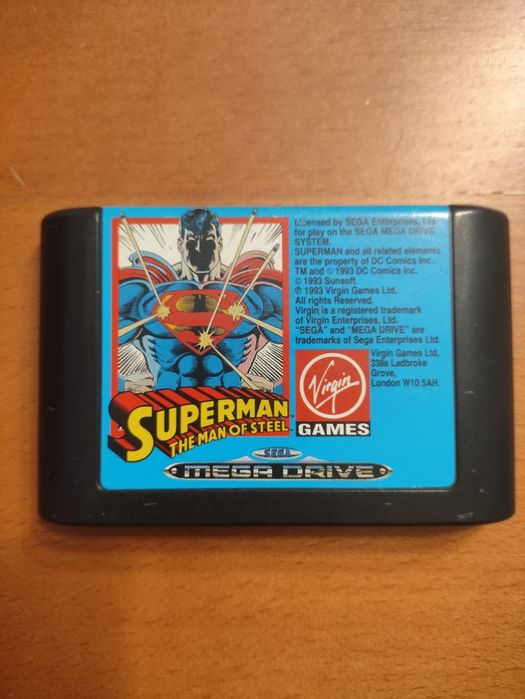 Licensed by SEGA Enterprises, Ltd.
for play on the SEGA MEGA DRIVE
SYSTEM.
SUPERMAN and all related elements
are the property of DC Comics Inc.
TM and © 1993 DC Comics Inc.
© 1993 Sunsoft.
℗ 1993 Virgin Games Ltd.
All rights Reserved.
Virgin is a registered trademark
of Virgin Enterprises, Ltd.
"SEGA" and "MEGA DRIVE" are
trademarks of Sega Enterprises Ltd.
Virgin Games Ltd,
338a Ladbroke
Grove,
London W10 5AH.
Virgin
GAMES
SUPERMAN
THE MAN OF STEEL
SEGA
MEGA DRIVE